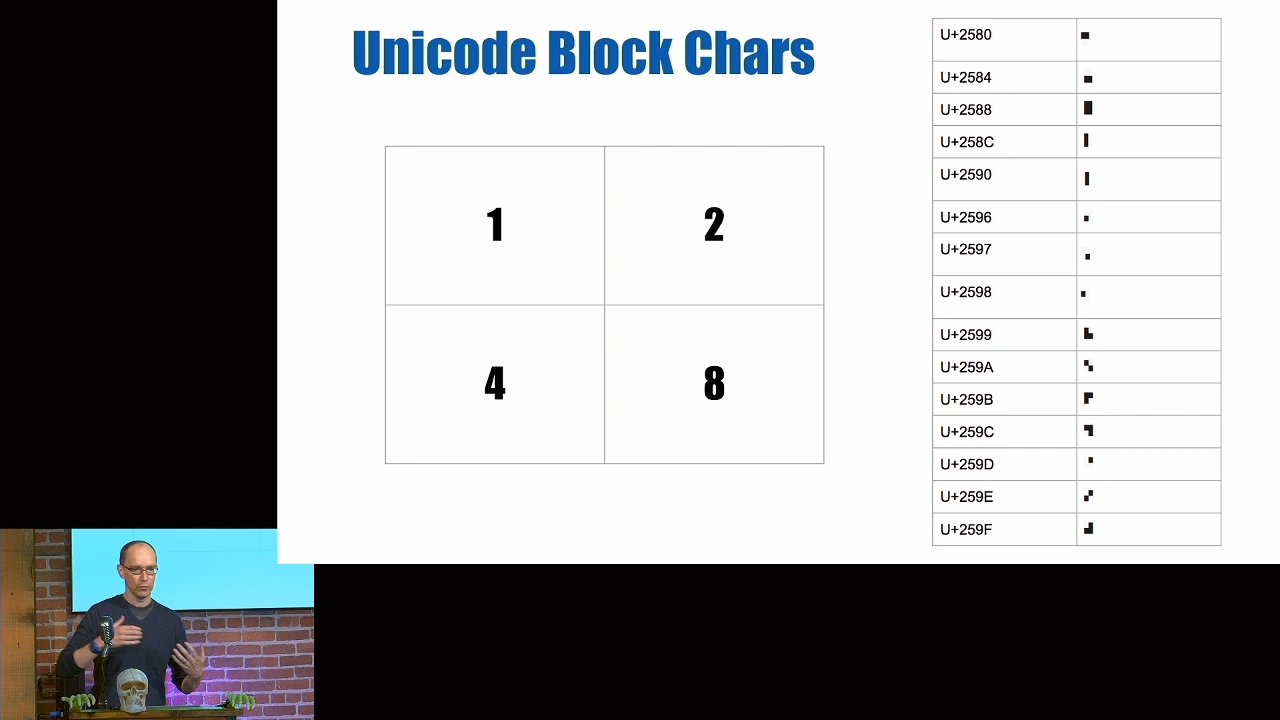 Unicode Block Chars
1 2
4 8
U+2580 ▀
U+2584 ▄
U+2588 █
U+258C ▌
U+2590 ▐
U+2596 ▖
U+2597 ▗
U+2598 ▘
U+2599 ▙
U+259A ▚
U+259B ▛
U+259C ▜
U+259D ▝
U+259E ▞
U+259F ▟